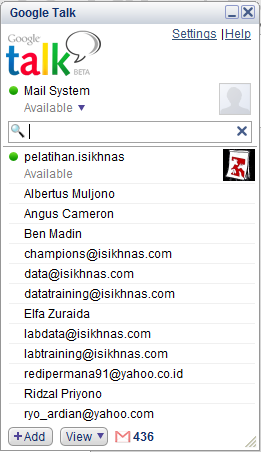 Google Talk
Settings | Help
Google
talk
BETA
Mail System
Available
pelatihan.isikhnas
Available
Albertus Muljono
Angus Cameron
Ben Madin
champions@isikhnas.com
data@isikhnas.com
datatraining@isikhnas.com
Elfa Zuraida
labdata@isikhnas.com
labtraining@isikhnas.com
redipermana91@yahoo.co.id
Ridzal Priyono
ryo_ardian@yahoo.com
+Add View 436